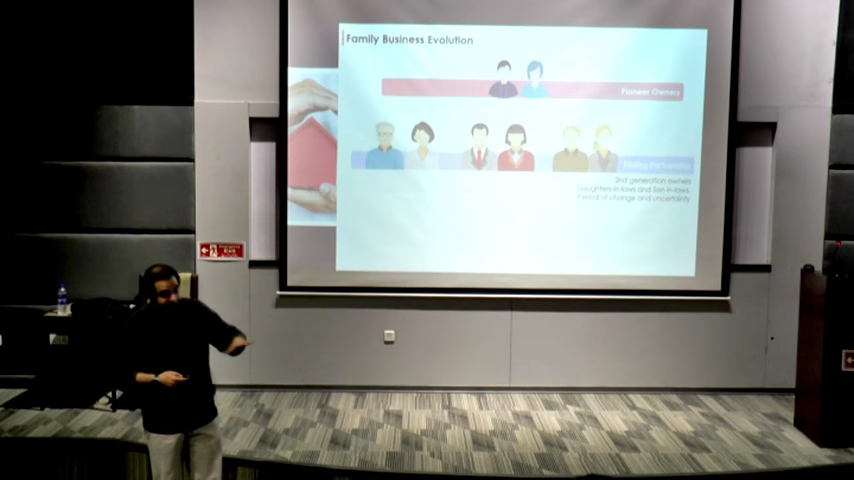 Family Business Evolution
Pioneer Owners
Sibling Partnership
2nd generation owners
Daughters-in-laws and Son in-laws,
Period of change and uncertainty
Exit